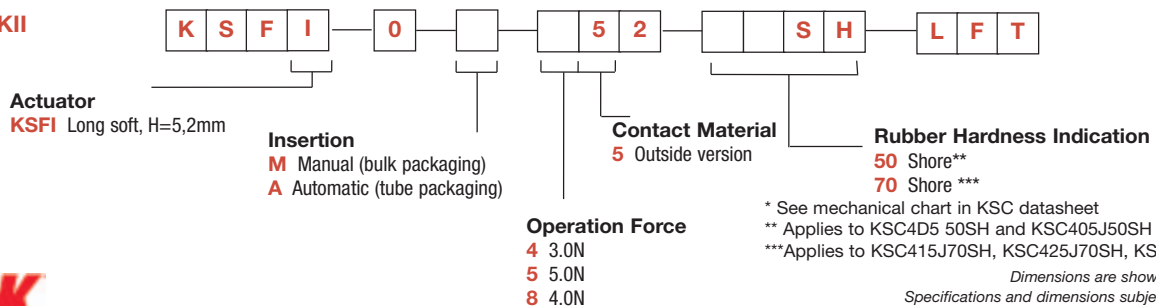 KII
K S F I 0 5 2 S H L F T
Actuator
KSFI Long soft, H=5,2mm
Insertion
M Manual (bulk packaging)
A Automatic (tube packaging)
Contact Material
5 Outside version
Rubber Hardness Indication
50 Shore**
70 Shore ***
* See mechanical chart in KSC datasheet
** Applies to KSC4D5 50SH and KSC405J50SH
***Applies to KSC415J70SH, KSC425J70SH, KS
Operation Force
4 3.0N
5 5.0N
8 4.0N
Dimensions are show
Specifications and dimensions subje